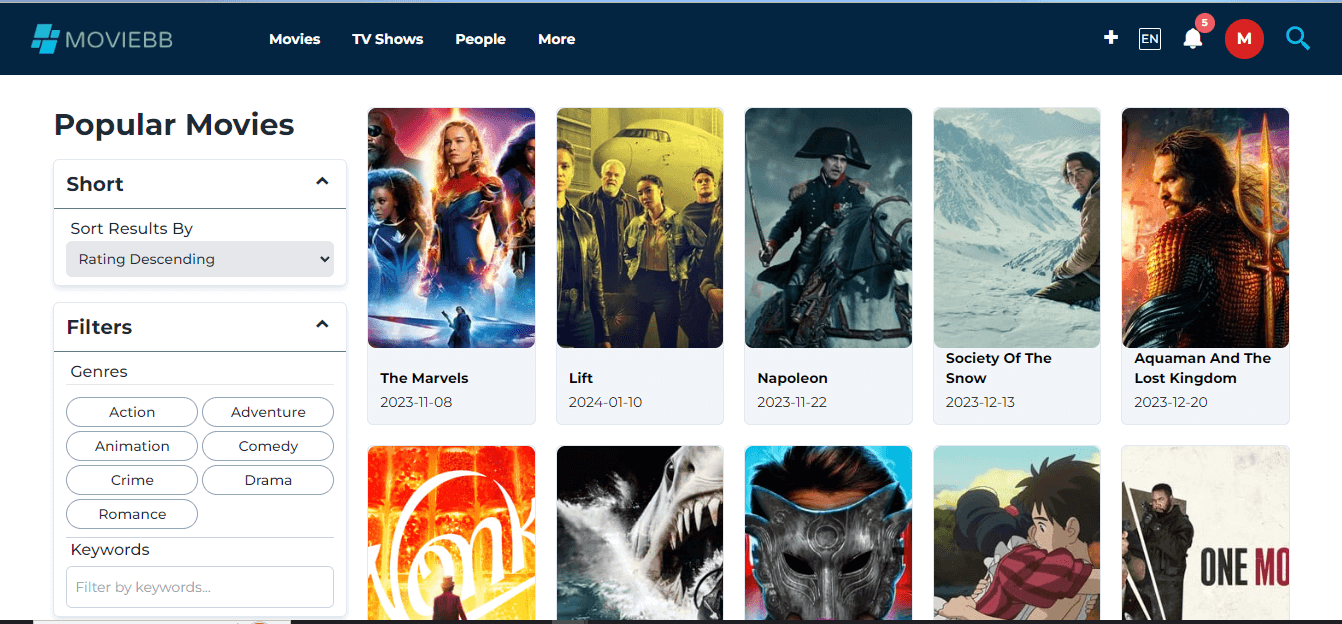 MOVIEBB
Movies
TV Shows
People
More
+
EN
5
M
Popular Movies
Short
Sort Results By
Rating Descending
Filters
Genres
Action
Adventure
Animation
Comedy
Crime
Drama
Romance
Keywords
Filter by keywords...
The Marvels
2023-11-08
Lift
2024-01-10
Napoleon
2023-11-22
Society Of The
Snow
2023-12-13
Aquaman And The
Lost Kingdom
2023-12-20
Wonk
ONE MO